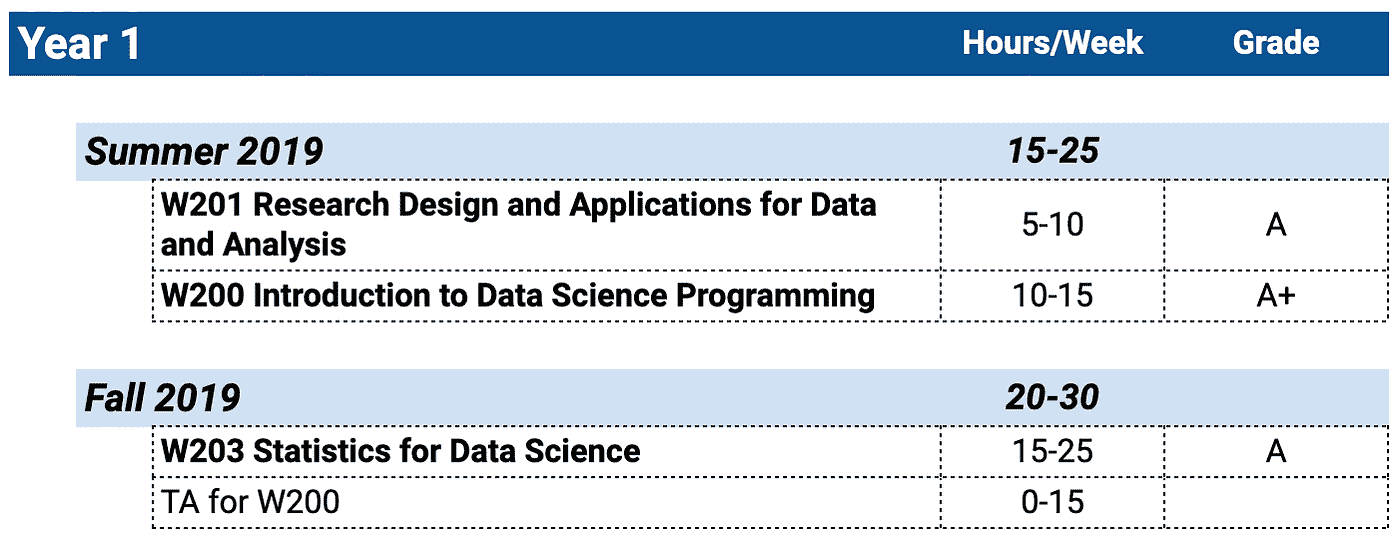 Year 1 Hours/Week Grade
Summer 2019 15-25
W201 Research Design and Applications for Data
and Analysis 5-10 A
W200 Introduction to Data Science Programming 10-15 A+
Fall 2019 20-30
W203 Statistics for Data Science 15-25 A
TA for W200 0-15